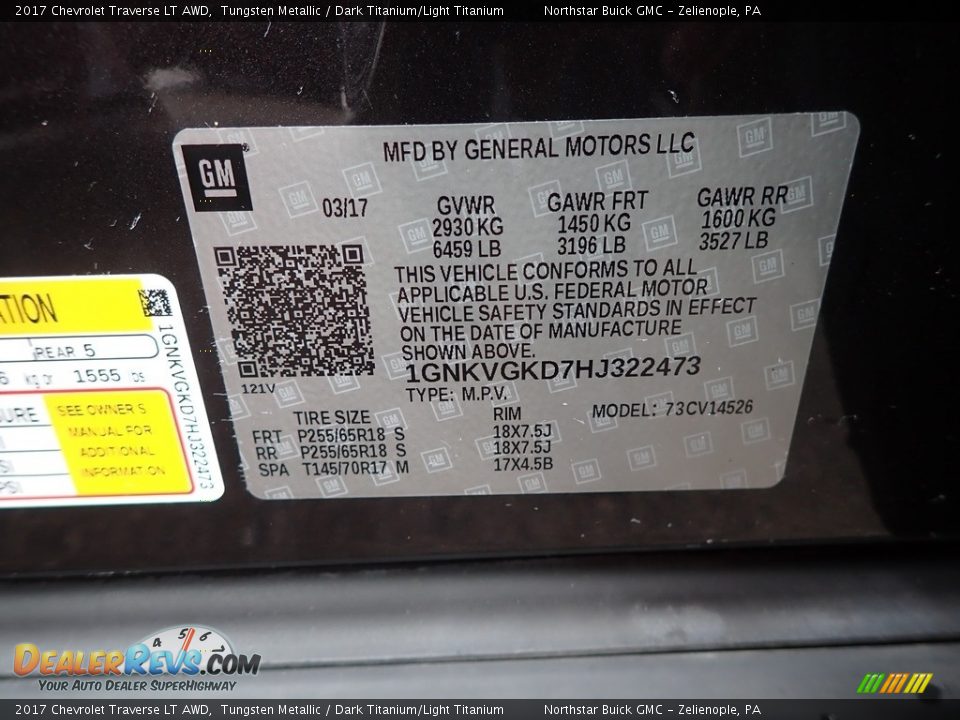 2017 Chevrolet Traverse LT AWD, Tungsten Metallic / Dark Titanium/Light Titanium Northstar Buick GMC - Zelienople, PA
GM
MFD BY GENERAL MOTORS LLC
03/17
GVWR GAWR FRT GAWR RR
2930 KG 1450 KG 1600 KG
6459 LB 3196 LB 3527 LB
THIS VEHICLE CONFORMS TO ALL
APPLICABLE U.S. FEDERAL MOTOR
VEHICLE SAFETY STANDARDS IN EFFECT
ON THE DATE OF MANUFACTURE
SHOWN ABOVE.
1GNKVGKD7HJ322473
121V
TYPE: M.P.V. MODEL: 73CV14526
TIRE SIZE RIM
FRT P255/65R18 S 18X7.5J
RR P255/65R18 S 18X7.5J
SPA T145/70R17 M 17X4.5B
REAR 5
1555
SEE OWNER'S
MANUAL FOR
ADDITIONAL
INFORMATION
1GNKVGKD7HJ322473
4 5 6
DEALERREVS.COM
YOUR AUTO DEALER SUPERHIGHWAY
2017 Chevrolet Traverse LT AWD, Tungsten Metallic / Dark Titanium/Light Titanium Northstar Buick GMC - Zelienople, PA